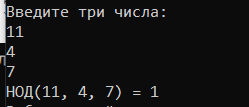 Введите три числа:
11
4
7
НОД(11, 4, 7) = 1